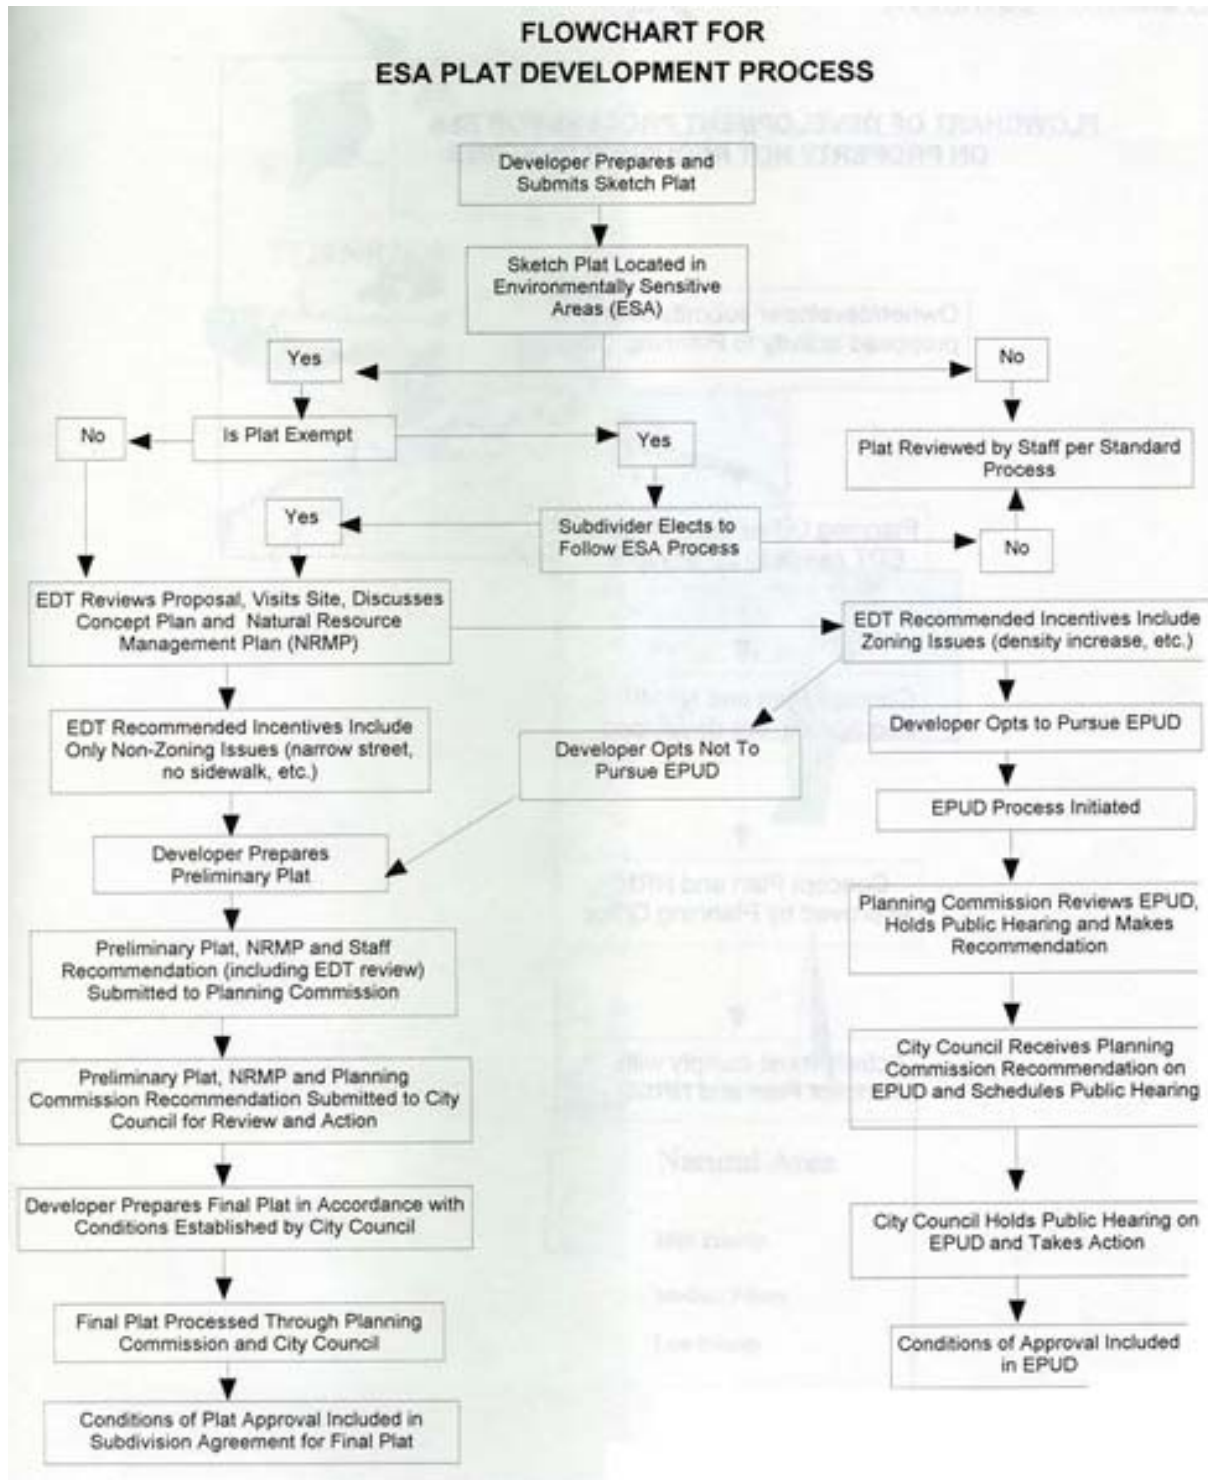 FLOWCHART FOR
ESA PLAT DEVELOPMENT PROCESS
Developer Prepares and
Submits Sketch Plat
Sketch Plat Located in
Environmentally Sensitive
Areas (ESA)
Yes
No
No
Is Plat Exempt
Yes
Plat Reviewed by Staff per Standard
Process
Yes
Subdivider Elects to
Follow ESA Process
No
EDT Reviews Proposal, Visits Site, Discusses
Concept Plan and Natural Resource
Management Plan (NRMP)
EDT Recommended Incentives Include
Zoning Issues (density increase, etc.)
EDT Recommended Incentives Include
Only Non-Zoning Issues (narrow street,
no sidewalk, etc.)
Developer Opts Not To
Pursue EPUD
Developer Opts to Pursue EPUD
EPUD Process Initiated
Developer Prepares
Preliminary Plat
Planning Commission Reviews EPUD,
Holds Public Hearing and Makes
Recommendation
Preliminary Plat, NRMP and Staff
Recommendation (including EDT review)
Submitted to Planning Commission
City Council Receives Planning
Commission Recommendation on
EPUD and Schedules Public Hearing
Preliminary Plat, NRMP and Planning
Commission Recommendation Submitted to City
Council for Review and Action
Developer Prepares Final Plat in Accordance with
Conditions Established by City Council
City Council Holds Public Hearing on
EPUD and Takes Action
Final Plat Processed Through Planning
Commission and City Council
Conditions of Approval Included
in EPUD
Conditions of Plat Approval Included in
Subdivision Agreement for Final Plat